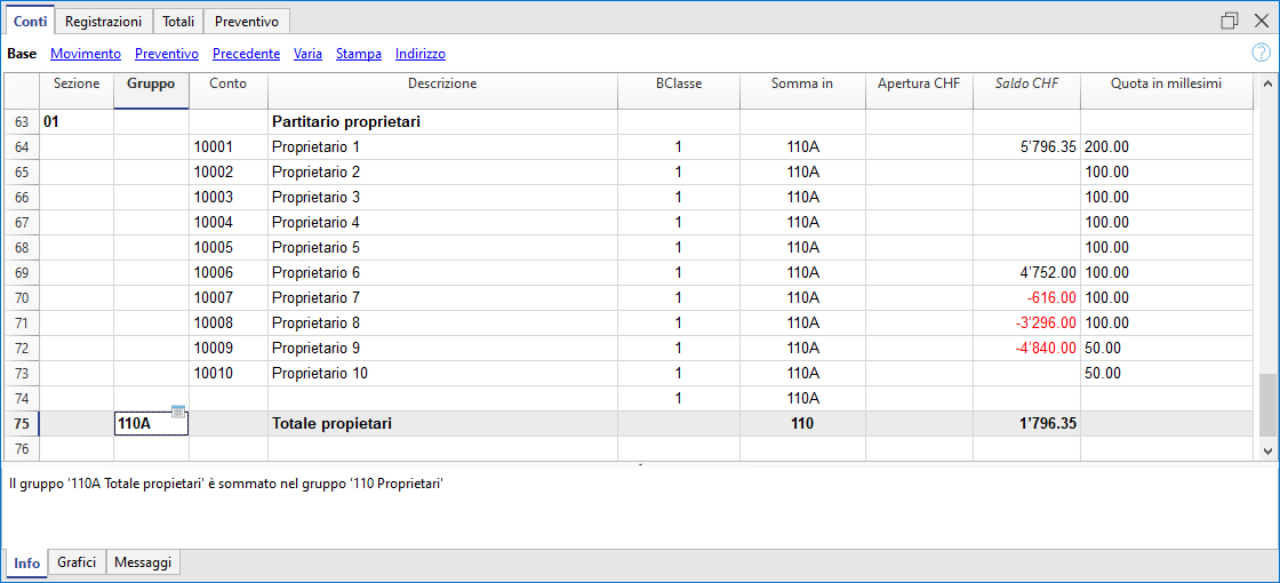 Conti Registrazioni Totali Preventivo
Base Movimento Preventivo Precedente Varia Stampa Indirizzo ?
Sezione Gruppo Conto Descrizione BClasse Somma in Apertura CHF Saldo CHF Quota in millesimi
63 01 Partitario proprietari
64 10001 Proprietario 1 1 110A 5'796.35 200.00
65 10002 Proprietario 2 1 110A 100.00
66 10003 Proprietario 3 1 110A 100.00
67 10004 Proprietario 4 1 110A 100.00
68 10005 Proprietario 5 1 110A 100.00
69 10006 Proprietario 6 1 110A 4'752.00 100.00
70 10007 Proprietario 7 1 110A -616.00 100.00
71 10008 Proprietario 8 1 110A -3'296.00 100.00
72 10009 Proprietario 9 1 110A -4'840.00 50.00
73 10010 Proprietario 10 1 110A 50.00
74 1 110A
75 110A Totale propietari 110 1'796.35
76
Il gruppo '110A Totale propietari' è sommato nel gruppo '110 Proprietari'
Info Grafici Messaggi